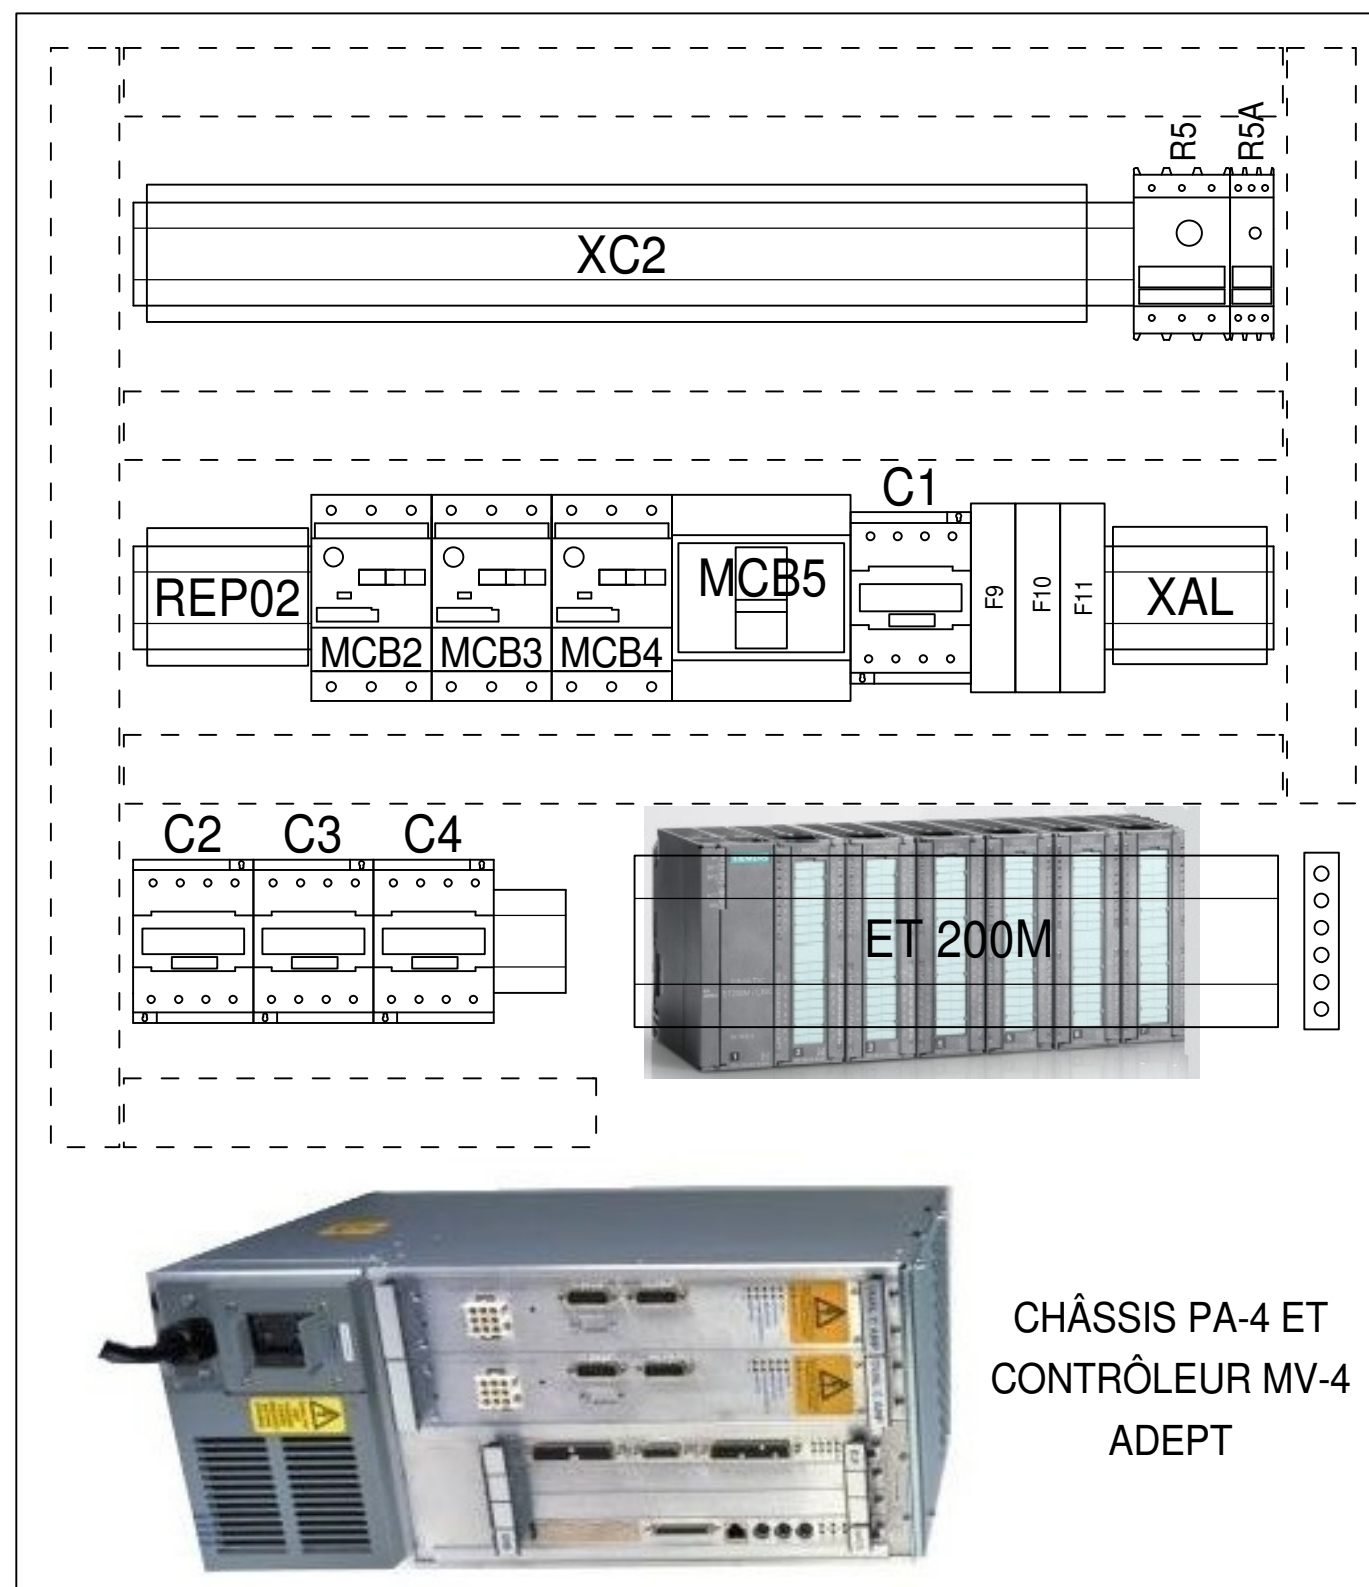 R5
R5A
XC2
C1
REP02
MCB2
MCB3
MCB4
MCB5
F9
F10
F11
XAL
C2
C3
C4
SIEMENS
ET 200M
CHÂSSIS PA-4 ET
CONTRÔLEUR MV-4
ADEPT